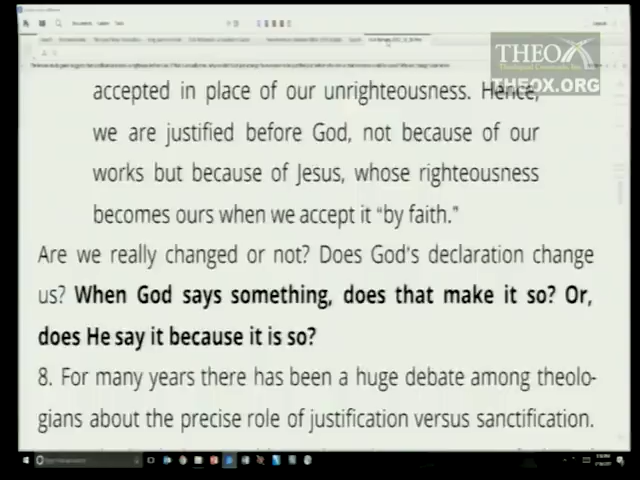 THEOX
THEOX.ORG
accepted in place of our unrighteousness. Hence,
we are justified before God, not because of our
works but because of Jesus, whose righteousness
becomes ours when we accept it “by faith.”
Are we really changed or not? Does God's declaration change
us? When God says something, does that make it so? Or,
does He say it because it is so?
8. For many years there has been a huge debate among theolo-
gians about the precise role of justification versus sanctification.